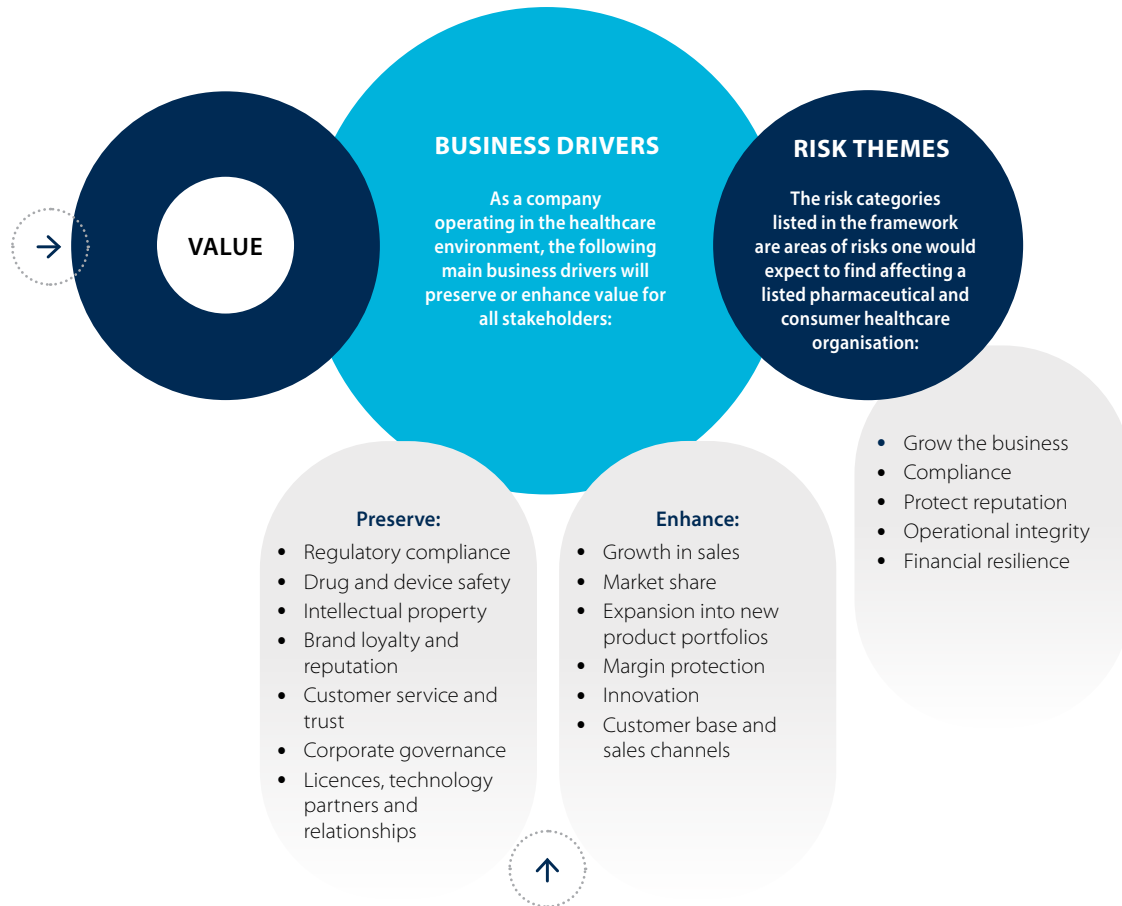 VALUE
BUSINESS DRIVERS
As a company
operating in the healthcare
environment, the following
main business drivers will
preserve or enhance value for
all stakeholders:
RISK THEMES
The risk categories
listed in the framework
are areas of risks one would
expect to find affecting a
listed pharmaceutical and
consumer healthcare
organisation:
Preserve:
• Regulatory compliance
• Drug and device safety
• Intellectual property
• Brand loyalty and
reputation
• Customer service and
trust
• Corporate governance
• Licences, technology
partners and
relationships
Enhance:
• Growth in sales
• Market share
• Expansion into new
product portfolios
• Margin protection
• Innovation
• Customer base and
sales channels
• Grow the business
• Compliance
• Protect reputation
• Operational integrity
• Financial resilience